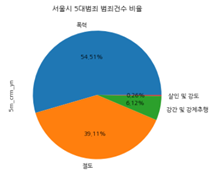 서울시 5대범죄 범죄건수 비율
폭력
54.51%
0.26%
살인 및 강도
6.12%
강간 및 강제추행
39.11%
절도